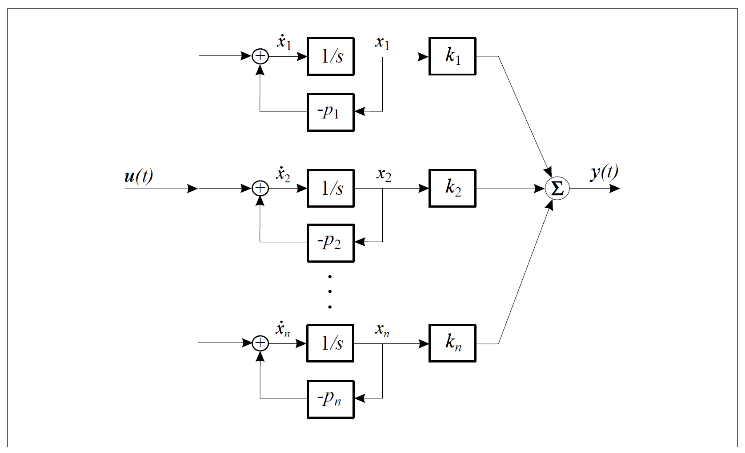 ẋ₁ 1/s x₁ k₁
+
-p₁
u(t) ẋ₂ 1/s x₂ k₂ Σ y(t)
+
-p₂
ẋₙ 1/s xₙ kₙ
+
-pₙ